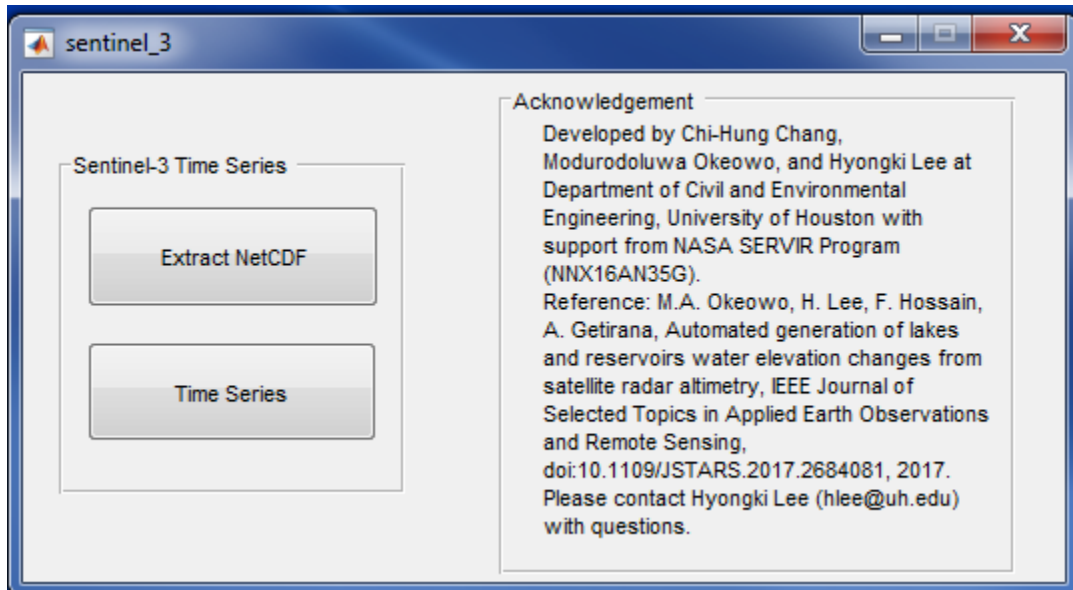 sentinel_3
Sentinel-3 Time Series
Extract NetCDF
Time Series
Acknowledgement
Developed by Chi-Hung Chang,
Modurodoluwa Okeowo, and Hyongki Lee at
Department of Civil and Environmental
Engineering, University of Houston with
support from NASA SERVIR Program
(NNX16AN35G).
Reference: M.A. Okeowo, H. Lee, F. Hossain,
A. Getirana, Automated generation of lakes
and reservoirs water elevation changes from
satellite radar altimetry, IEEE Journal of
Selected Topics in Applied Earth Observations
and Remote Sensing,
doi:10.1109/JSTARS.2017.2684081, 2017.
Please contact Hyongki Lee (hlee@uh.edu)
with questions.